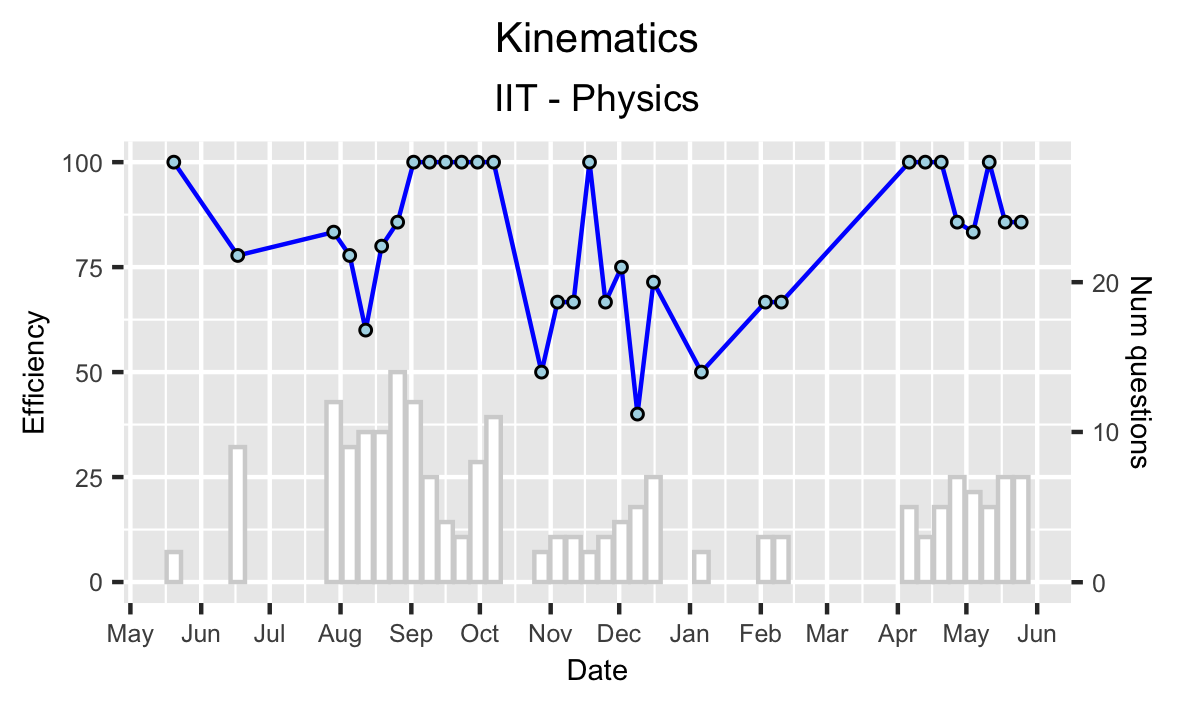 Kinematics
IIT - Physics
Efficiency
100
75
50
25
0
Num questions
20
10
0
May Jun Jul Aug Sep Oct Nov Dec Jan Feb Mar Apr May Jun
Date